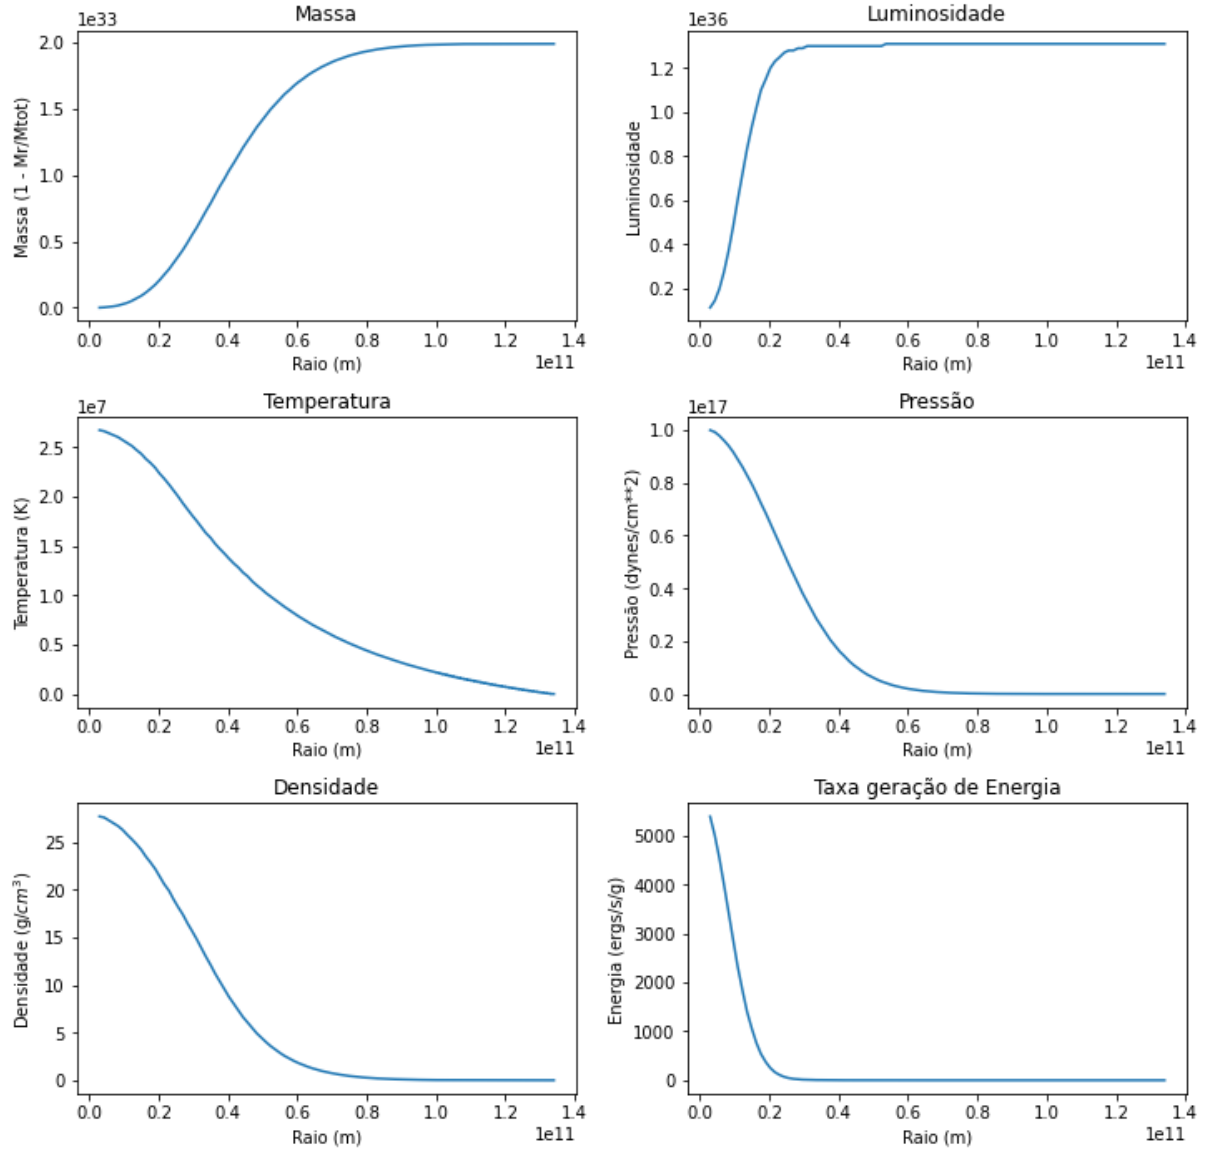 Massa
1e33
Massa (1 - Mr/Mtot)
2.0
1.5
1.0
0.5
0.0
0.0 0.2 0.4 0.6 0.8 1.0 1.2 1.4
Raio (m)
1e11
Luminosidade
1e36
Luminosidade
1.2
1.0
0.8
0.6
0.4
0.2
0.0 0.2 0.4 0.6 0.8 1.0 1.2 1.4
Raio (m)
1e11
Temperatura
1e7
Temperatura (K)
2.5
2.0
1.5
1.0
0.5
0.0
0.0 0.2 0.4 0.6 0.8 1.0 1.2 1.4
Raio (m)
1e11
Pressão
1e17
Pressão (dynes/cm**2)
1.0
0.8
0.6
0.4
0.2
0.0
0.0 0.2 0.4 0.6 0.8 1.0 1.2 1.4
Raio (m)
1e11
Densidade
Densidade (g/cm³)
25
20
15
10
5
0
0.0 0.2 0.4 0.6 0.8 1.0 1.2 1.4
Raio (m)
1e11
Taxa geração de Energia
Energia (ergs/s/g)
5000
4000
3000
2000
1000
0
0.0 0.2 0.4 0.6 0.8 1.0 1.2 1.4
Raio (m)
1e11